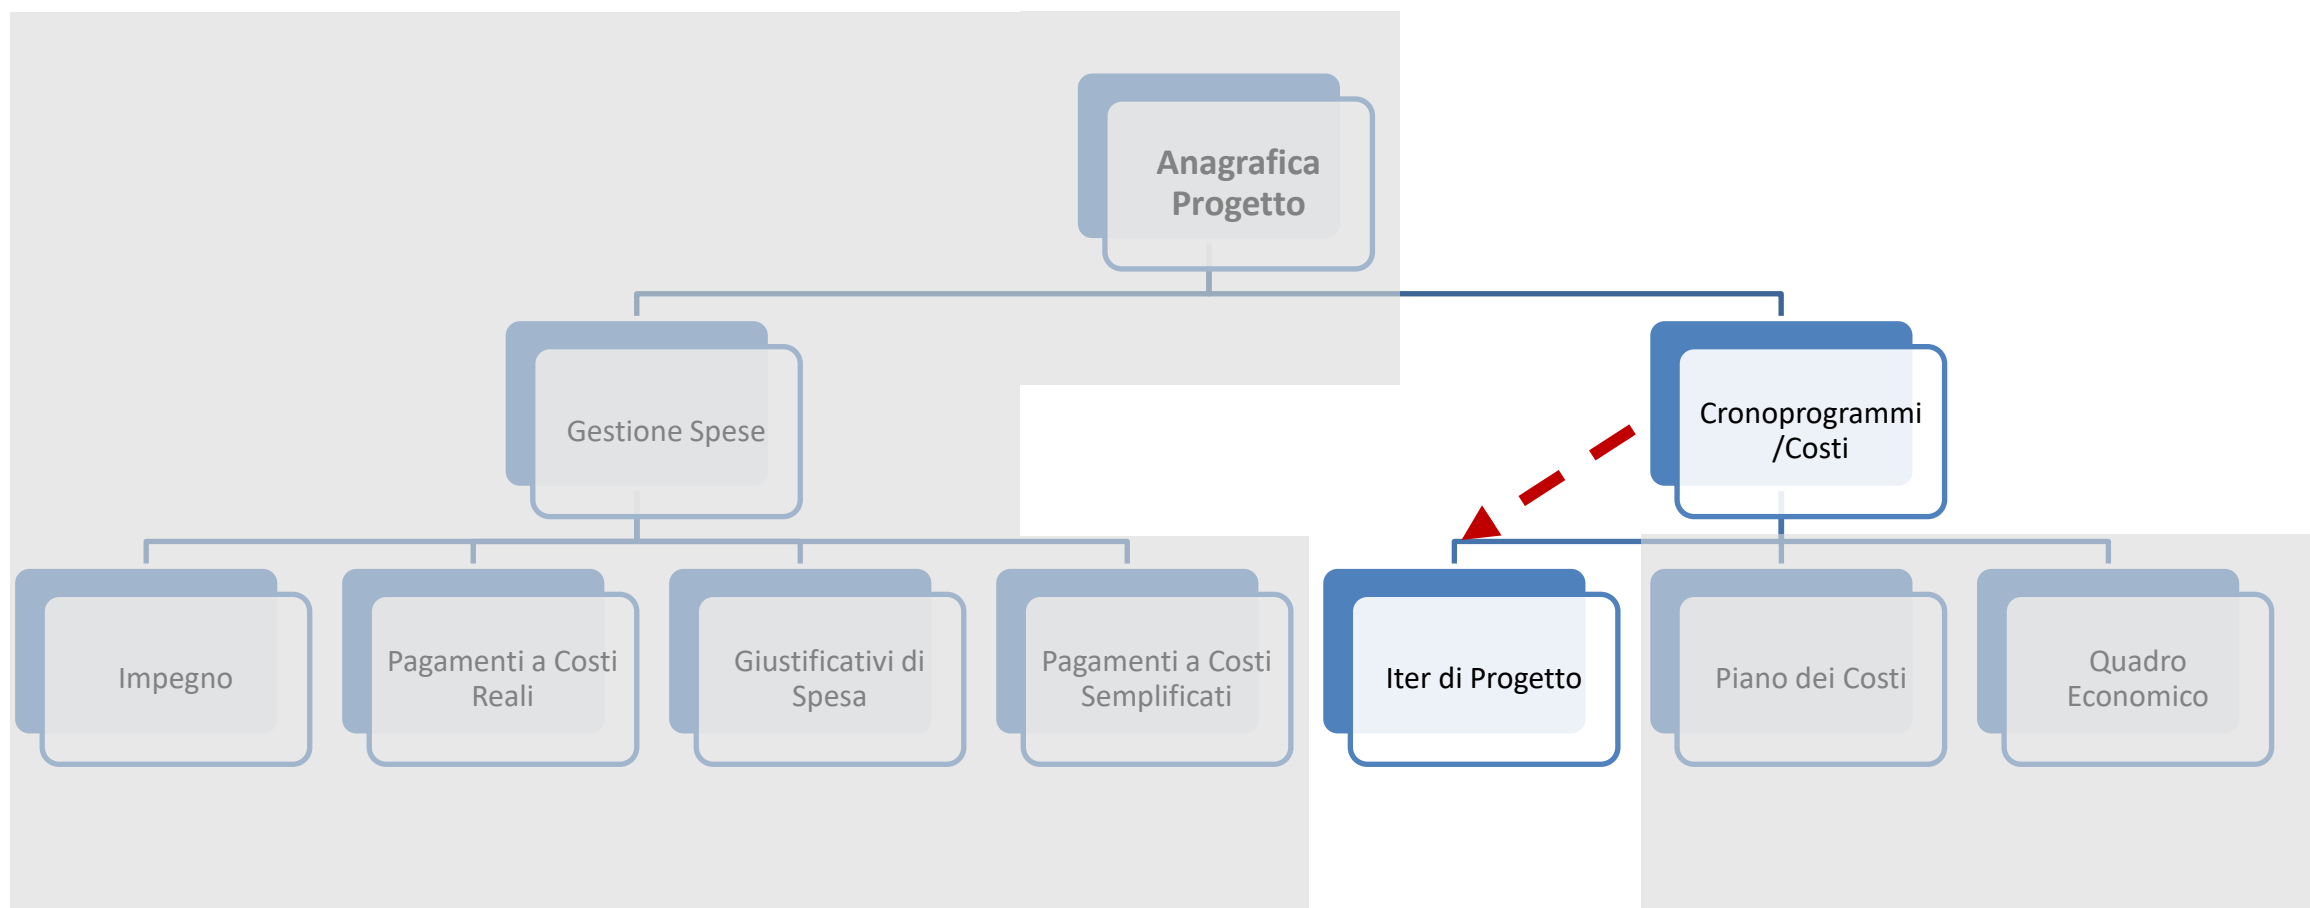 Anagrafica
Progetto
Gestione Spese
Cronoprogrammi
/Costi
Impegno
Pagamenti a Costi
Reali
Giustificativi di
Spesa
Pagamenti a Costi
Semplificati
Iter di Progetto
Piano dei Costi
Quadro
Economico